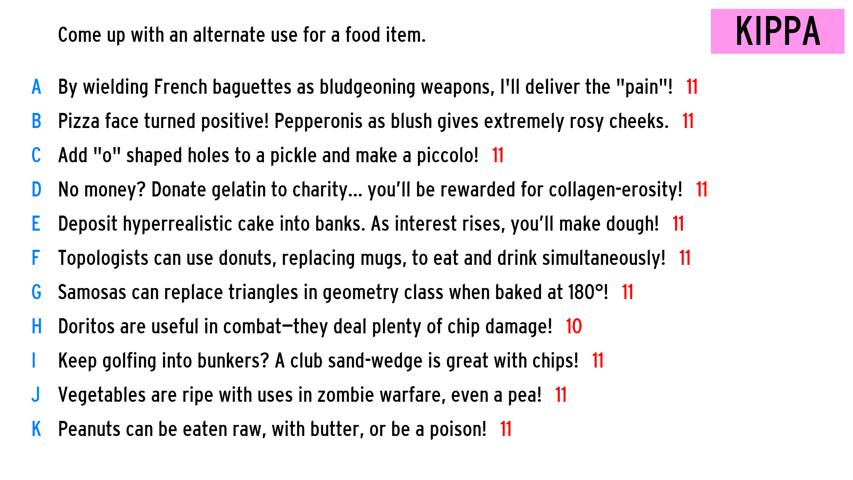 Come up with an alternate use for a food item.
KIPPA
A By wielding French baguettes as bludgeoning weapons, I'll deliver the "pain"! 11
B Pizza face turned positive! Pepperonis as blush gives extremely rosy cheeks. 11
C Add "o" shaped holes to a pickle and make a piccolo! 11
D No money? Donate gelatin to charity... you'll be rewarded for collagen-erosity! 11
E Deposit hyperrealistic cake into banks. As interest rises, you'll make dough! 11
F Topologists can use donuts, replacing mugs, to eat and drink simultaneously! 11
G Samosas can replace triangles in geometry class when baked at 180°! 11
H Doritos are useful in combat—they deal plenty of chip damage! 10
I Keep golfing into bunkers? A club sand-wedge is great with chips! 11
J Vegetables are ripe with uses in zombie warfare, even a pea! 11
K Peanuts can be eaten raw, with butter, or be a poison! 11